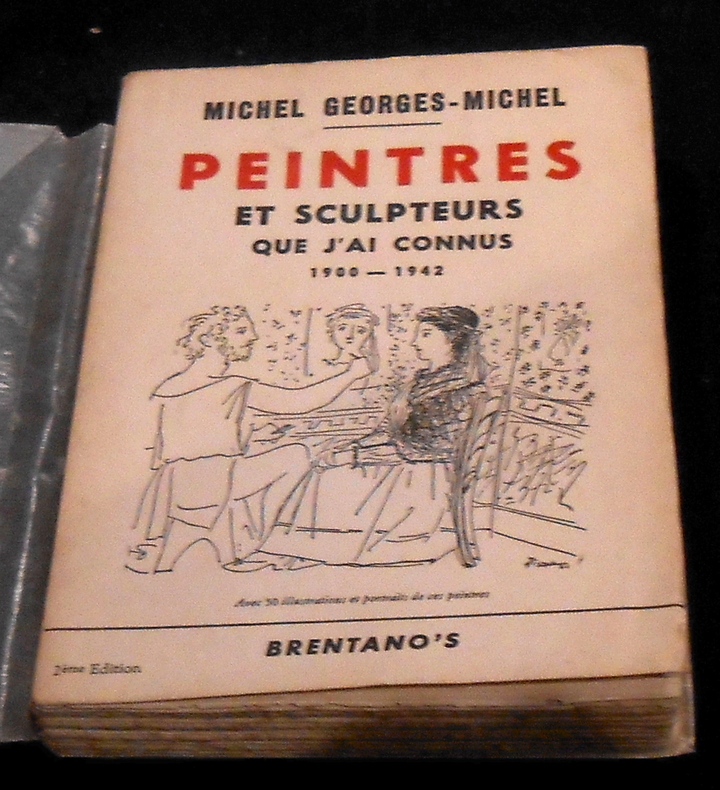 MICHEL GEORGES-MICHEL
PEINTRES
ET SCULPTEURS
QUE J'AI CONNUS
1900 — 1942
Avec 50 illustrations et portraits de ces peintres
BRENTANO'S
2ème Edition